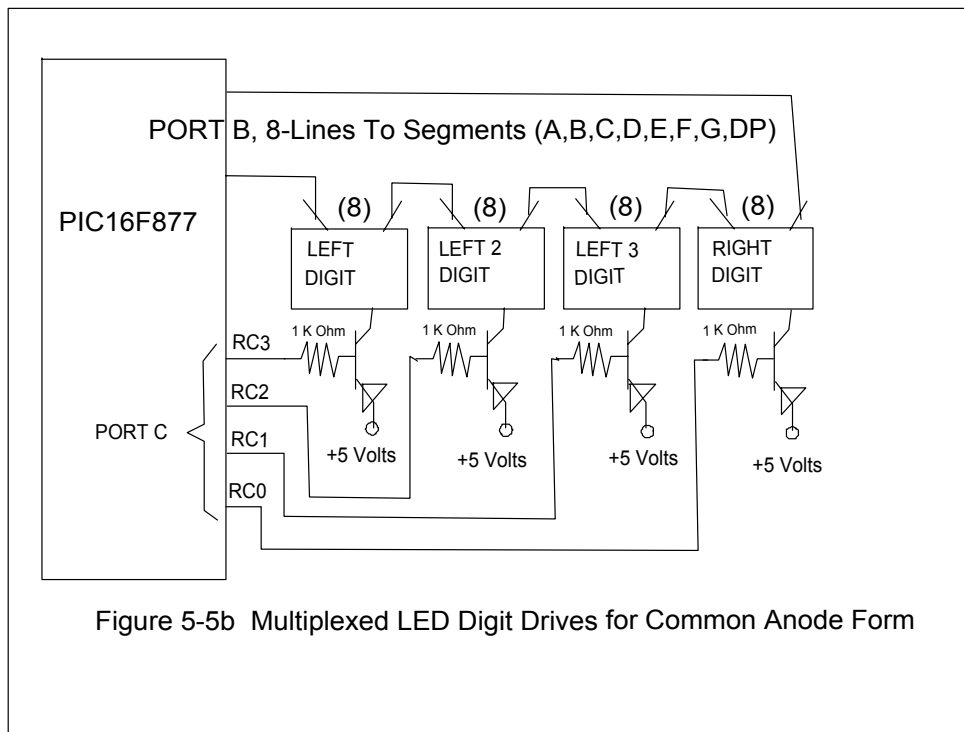 PORT B, 8-Lines To Segments (A,B,C,D,E,F,G,DP)
PIC16F877
(8) (8) (8) (8)
LEFT DIGIT
LEFT 2 DIGIT
LEFT 3 DIGIT
RIGHT DIGIT
1 K Ohm 1 K Ohm 1 K Ohm 1 K Ohm
RC3
RC2
PORT C
RC1
RC0
+5 Volts +5 Volts +5 Volts +5 Volts
Figure 5-5b Multiplexed LED Digit Drives for Common Anode Form